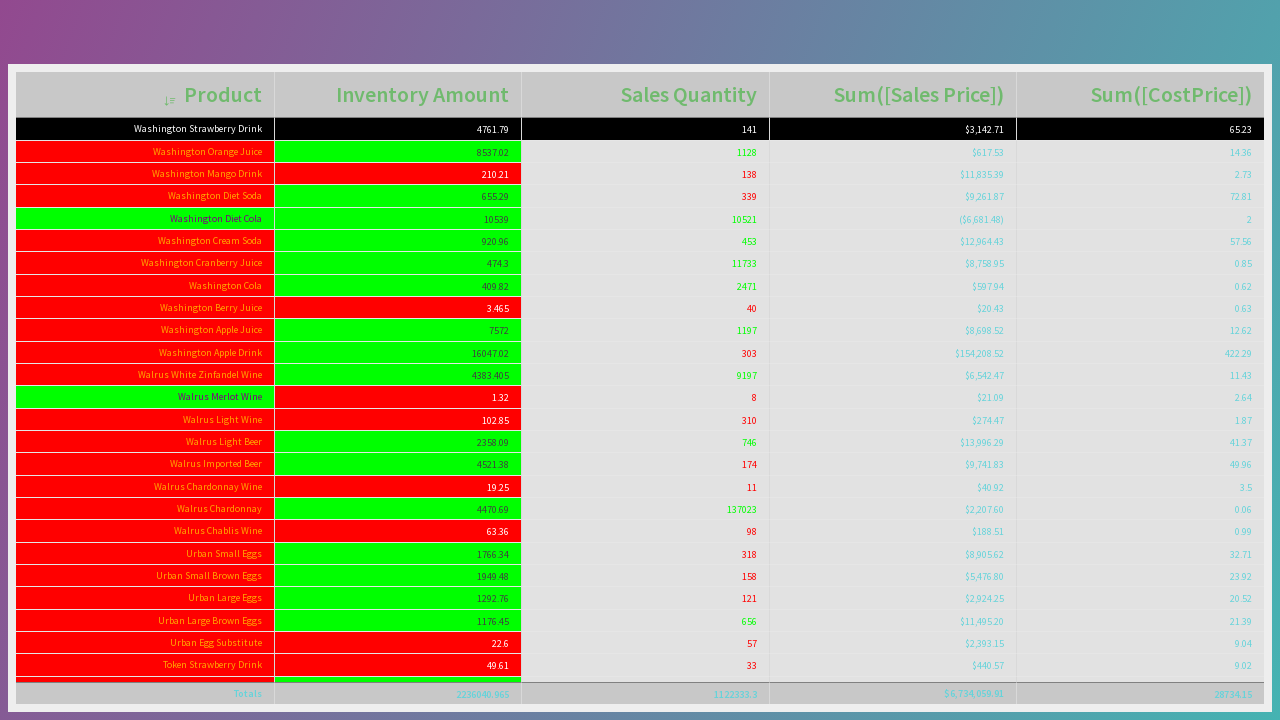 Product Inventory Amount Sales Quantity Sum([Sales Price]) Sum([CostPrice])
Washington Strawberry Drink 4761.79 141 $3,142.71 65.23
Washington Orange Juice 8537.02 1128 $617.53 14.36
Washington Mango Drink 210.21 138 $11,835.39 2.73
Washington Diet Soda 655.29 339 $9,261.87 72.81
Washington Diet Cola 10539 10521 ($6,681.48) 2
Washington Cream Soda 920.96 453 $12,964.43 57.56
Washington Cranberry Juice 474.3 11733 $8,758.95 0.85
Washington Cola 409.82 2471 $597.94 0.62
Washington Berry Juice 3.465 40 $20.43 0.63
Washington Apple Juice 7572 1197 $8,698.52 12.62
Washington Apple Drink 16047.02 303 $154,208.52 422.29
Walrus White Zinfandel Wine 4383.405 9197 $6,542.47 11.43
Walrus Merlot Wine 1.32 8 $21.09 2.64
Walrus Light Wine 102.85 310 $274.47 1.87
Walrus Light Beer 2358.09 746 $13,996.29 41.37
Walrus Imported Beer 4521.38 174 $9,741.83 49.96
Walrus Chardonnay Wine 19.25 11 $40.92 3.5
Walrus Chardonnay 4470.69 137023 $2,207.60 0.06
Walrus Chablis Wine 63.36 98 $188.51 0.99
Urban Small Eggs 1766.34 318 $8,905.62 32.71
Urban Small Brown Eggs 1949.48 158 $5,476.80 23.92
Urban Large Eggs 1292.76 121 $2,924.25 20.52
Urban Large Brown Eggs 1176.45 656 $11,495.20 21.39
Urban Egg Substitute 22.6 57 $2,393.15 9.04
Token Strawberry Drink 49.61 33 $440.57 9.02
Totals 2236040.965 1122333.3 $6,734,059.91 28734.15